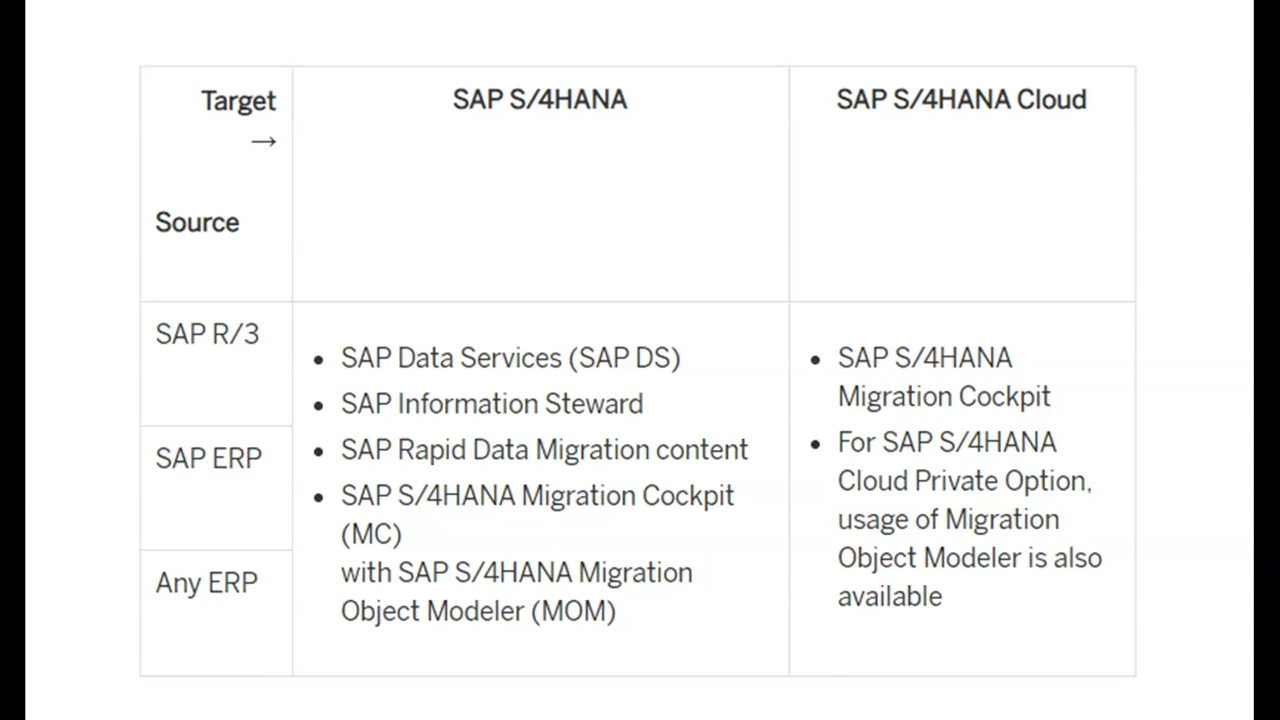 Target
→
Source
SAP S/4HANA
SAP S/4HANA Cloud
SAP R/3
SAP ERP
Any ERP
• SAP Data Services (SAP DS)
• SAP Information Steward
• SAP Rapid Data Migration content
• SAP S/4HANA Migration Cockpit
(MC)
with SAP S/4HANA Migration
Object Modeler (MOM)
• SAP S/4HANA
Migration Cockpit
• For SAP S/4HANA
Cloud Private Option,
usage of Migration
Object Modeler is also
available